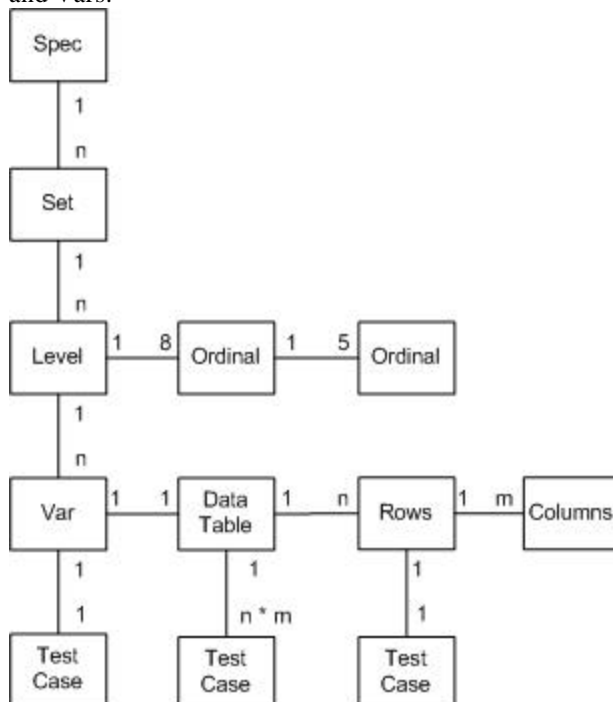 and Vars.
Spec
1
n
Set
1
n
Level
1 8
Ordinal
1 5
Ordinal
1
n
Var
1 1
Data
Table
1 n
Rows
1 m
Columns
1
1
1
n * m
1
1
Test
Case
Test
Case
Test
Case